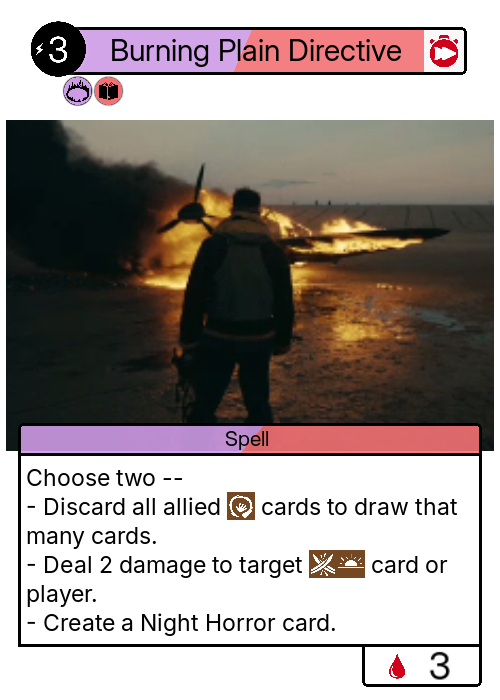 3
Burning Plain Directive
Spell
Choose two --
- Discard all allied cards to draw that
many cards.
- Deal 2 damage to target card or
player.
- Create a Night Horror card.
3